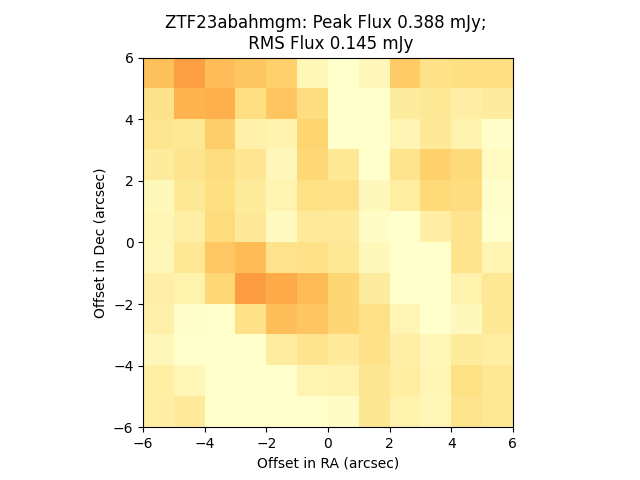 ZTF23abahmgm: Peak Flux 0.388 mJy;
RMS Flux 0.145 mJy
6
4
2
0
−2
−4
−6
Offset in Dec (arcsec)
−6 −4 −2 0 2 4 6
Offset in RA (arcsec)